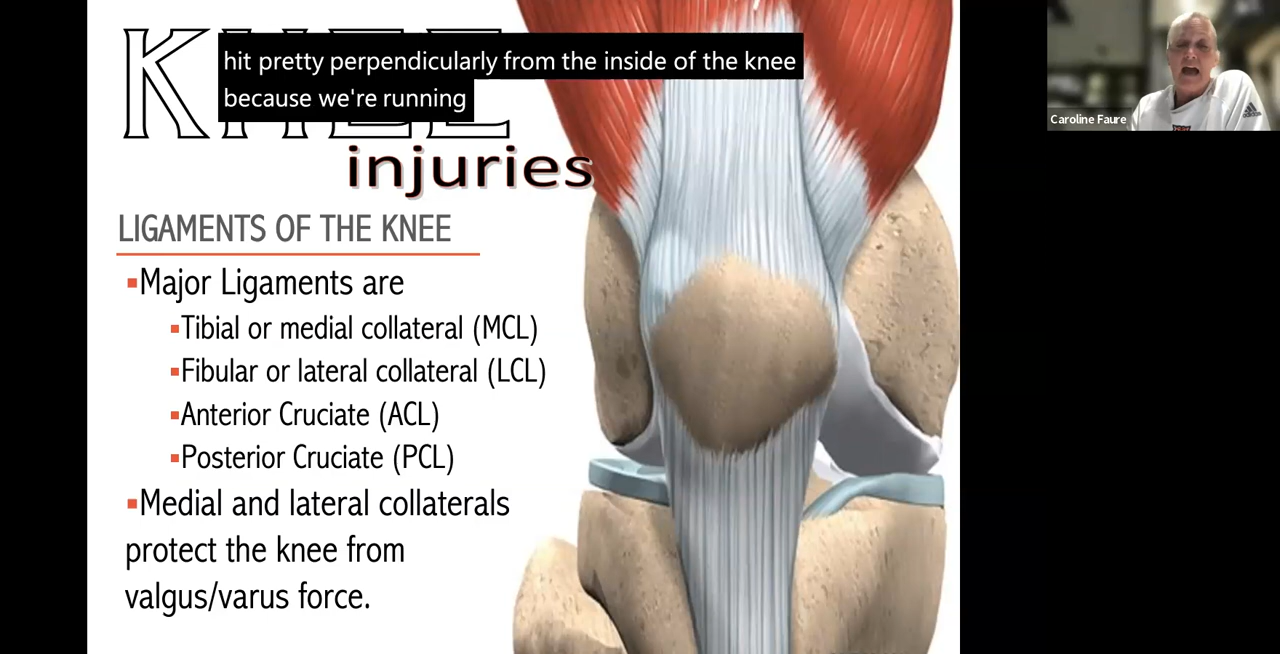 KNEE
hit pretty perpendicularly from the inside of the knee
because we're running
injuries
LIGAMENTS OF THE KNEE
▪Major Ligaments are
▪Tibial or medial collateral (MCL)
▪Fibular or lateral collateral (LCL)
▪Anterior Cruciate (ACL)
▪Posterior Cruciate (PCL)
▪Medial and lateral collaterals
protect the knee from
valgus/varus force.
Caroline Faure